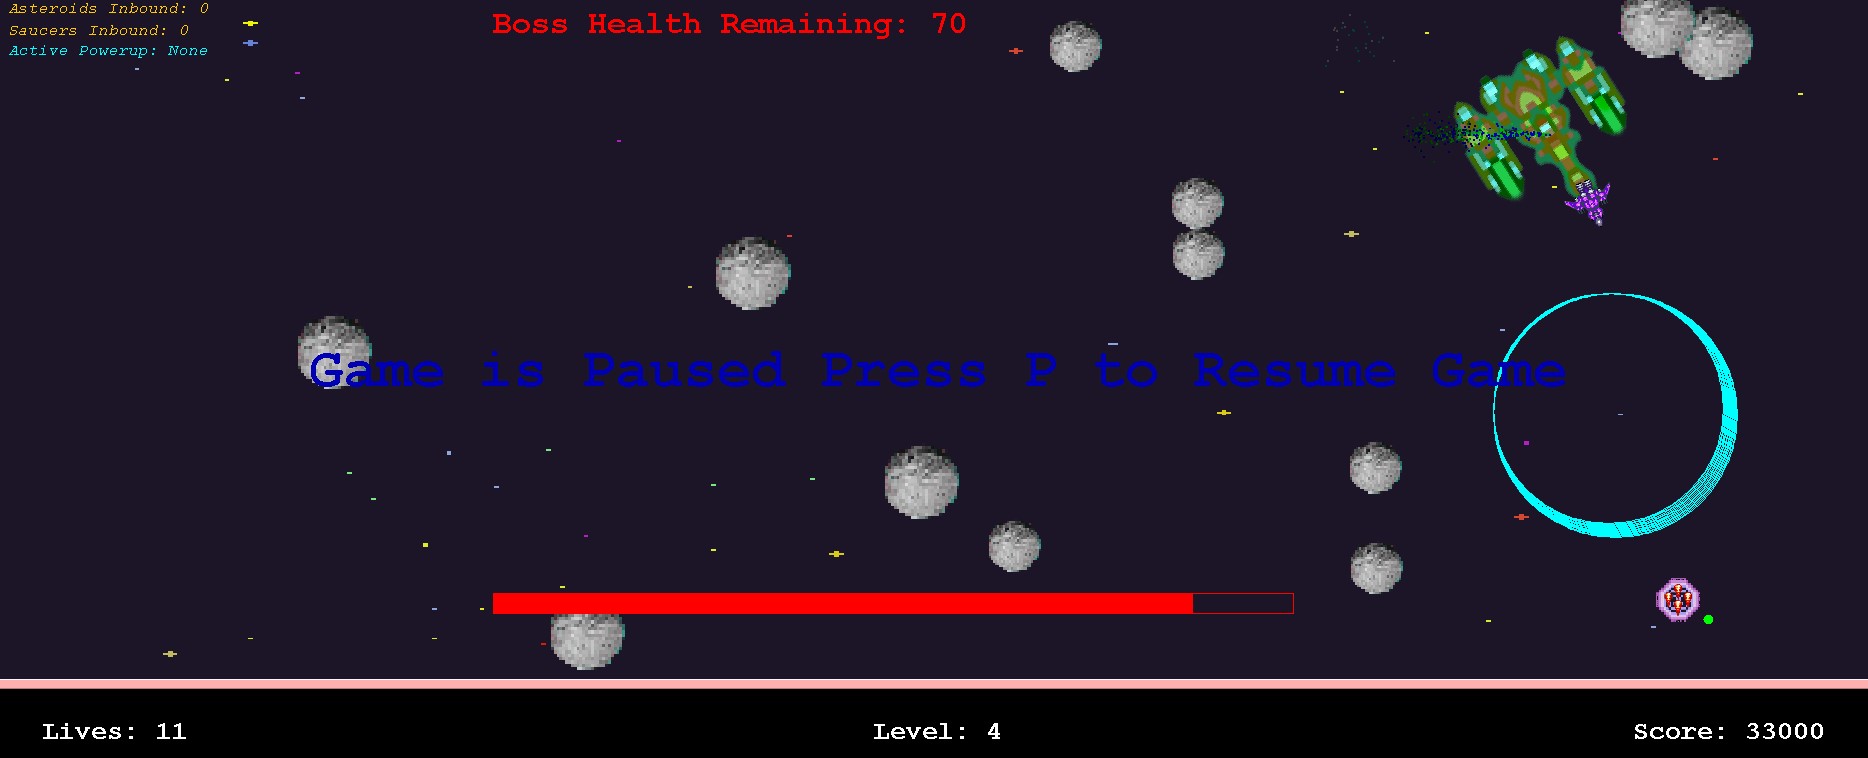 Asteroids Inbound: 0
Saucers Inbound: 0
Active Powerup: None
Boss Health Remaining: 70
Game is Paused Press P to Resume Game
Lives: 11
Level: 4
Score: 33000